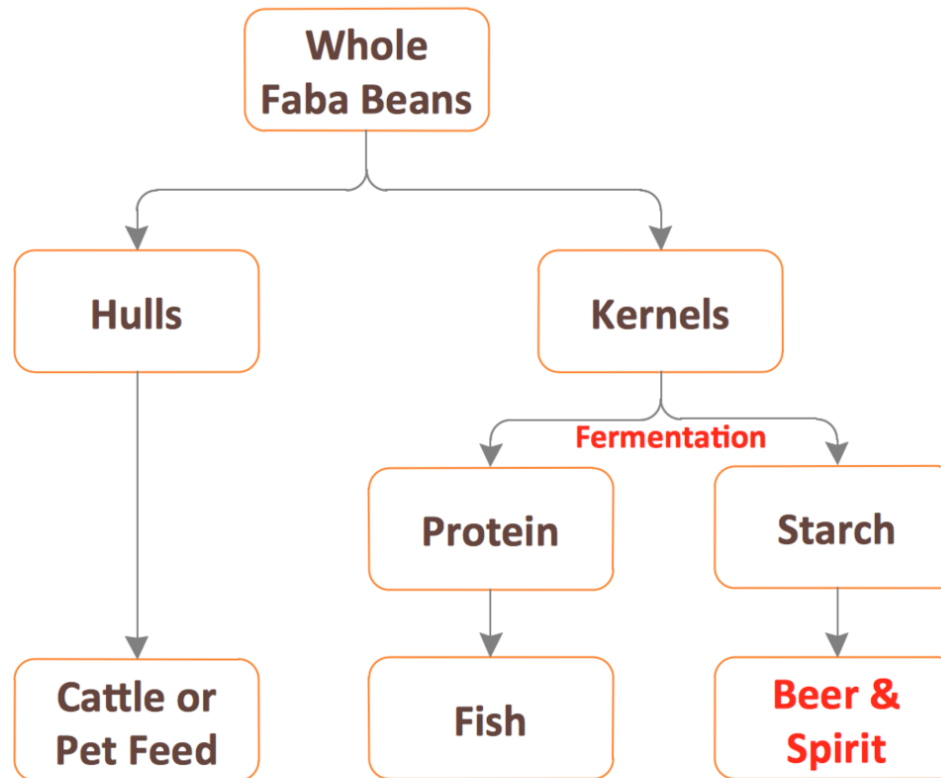 Whole
Faba Beans
Hulls
Kernels
Fermentation
Protein
Starch
Cattle or
Pet Feed
Fish
Beer &
Spirit